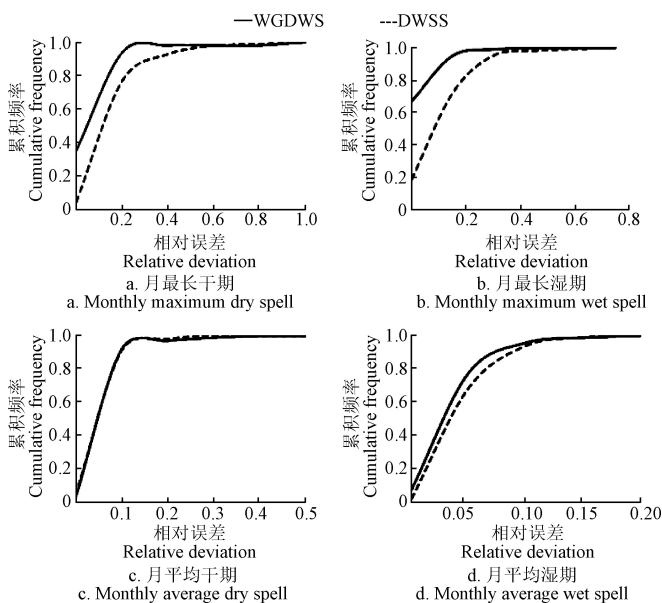 —WGDWS ---DWSS
1.0
0.8
0.6
0.4
0.2
0
0.2 0.4 0.6 0.8 1.0
累积频率
Cumulative frequency
相对误差
Relative deviation
a. 月最长干期
a. Monthly maximum dry spell
1.0
0.8
0.6
0.4
0.2
0
0.2 0.4 0.6 0.8
累积频率
Cumulative frequency
相对误差
Relative deviation
b. 月最长湿期
b. Monthly maximum wet spell
1.0
0.8
0.6
0.4
0.2
0
0.1 0.2 0.3 0.4 0.5
累积频率
Cumulative frequency
相对误差
Relative deviation
c. 月平均干期
c. Monthly average dry spell
1.0
0.8
0.6
0.4
0.2
0
0.05 0.10 0.15 0.20
累积频率
Cumulative frequency
相对误差
Relative deviation
d. 月平均湿期
d. Monthly average wet spell